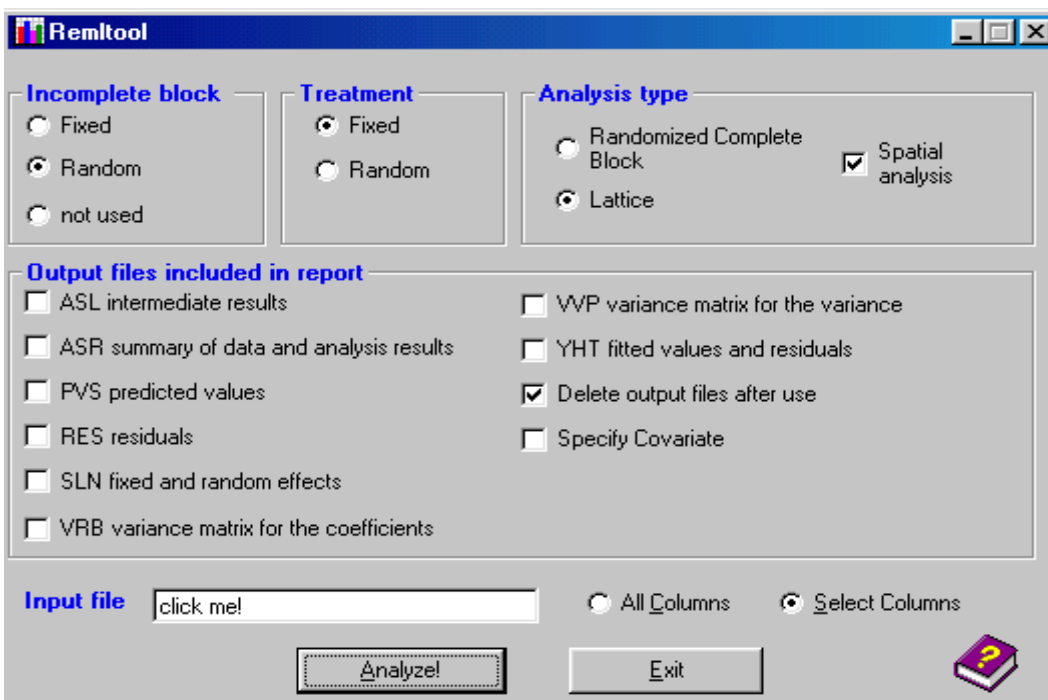 Remltool
Incomplete block
Fixed
Random
not used
Treatment
Fixed
Random
Analysis type
Randomized Complete
Block
Lattice
Spatial
analysis
Output files included in report
ASL intermediate results
ASR summary of data and analysis results
PVS predicted values
RES residuals
SLN fixed and random effects
VRB variance matrix for the coefficients
VVP variance matrix for the variance
YHT fitted values and residuals
Delete output files after use
Specify Covariate
Input file
click me!
All Columns
Select Columns
Analyze!
Exit
?